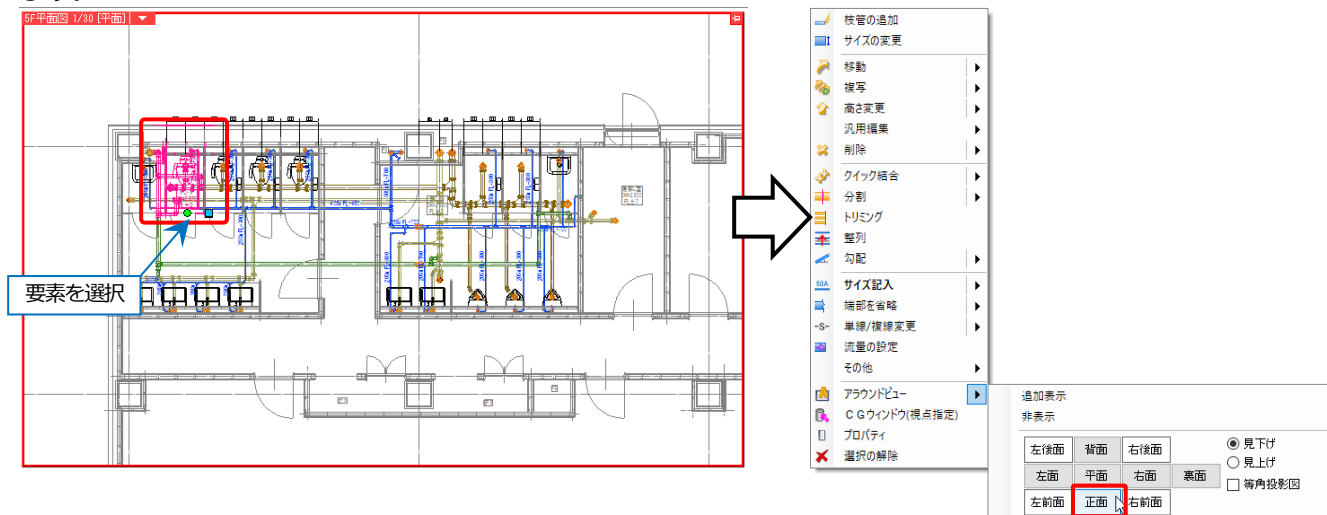 5F平面図 1/30 [平面]
要素を選択
枝管の追加
サイズの変更
移動
複写
高さ変更
汎用編集
削除
クイック結合
分割
トリミング
整列
勾配
50A サイズ記入
端部を省略
-S- 単線/複線変更
流量の設定
その他
アラウンドビュー
CGウィンドウ(視点指定)
プロパティ
選択の解除
追加表示
非表示
左後面 背面 右後面
左面 平面 右面 裏面
左前面 正面 右前面
見下げ
見上げ
等角投影図